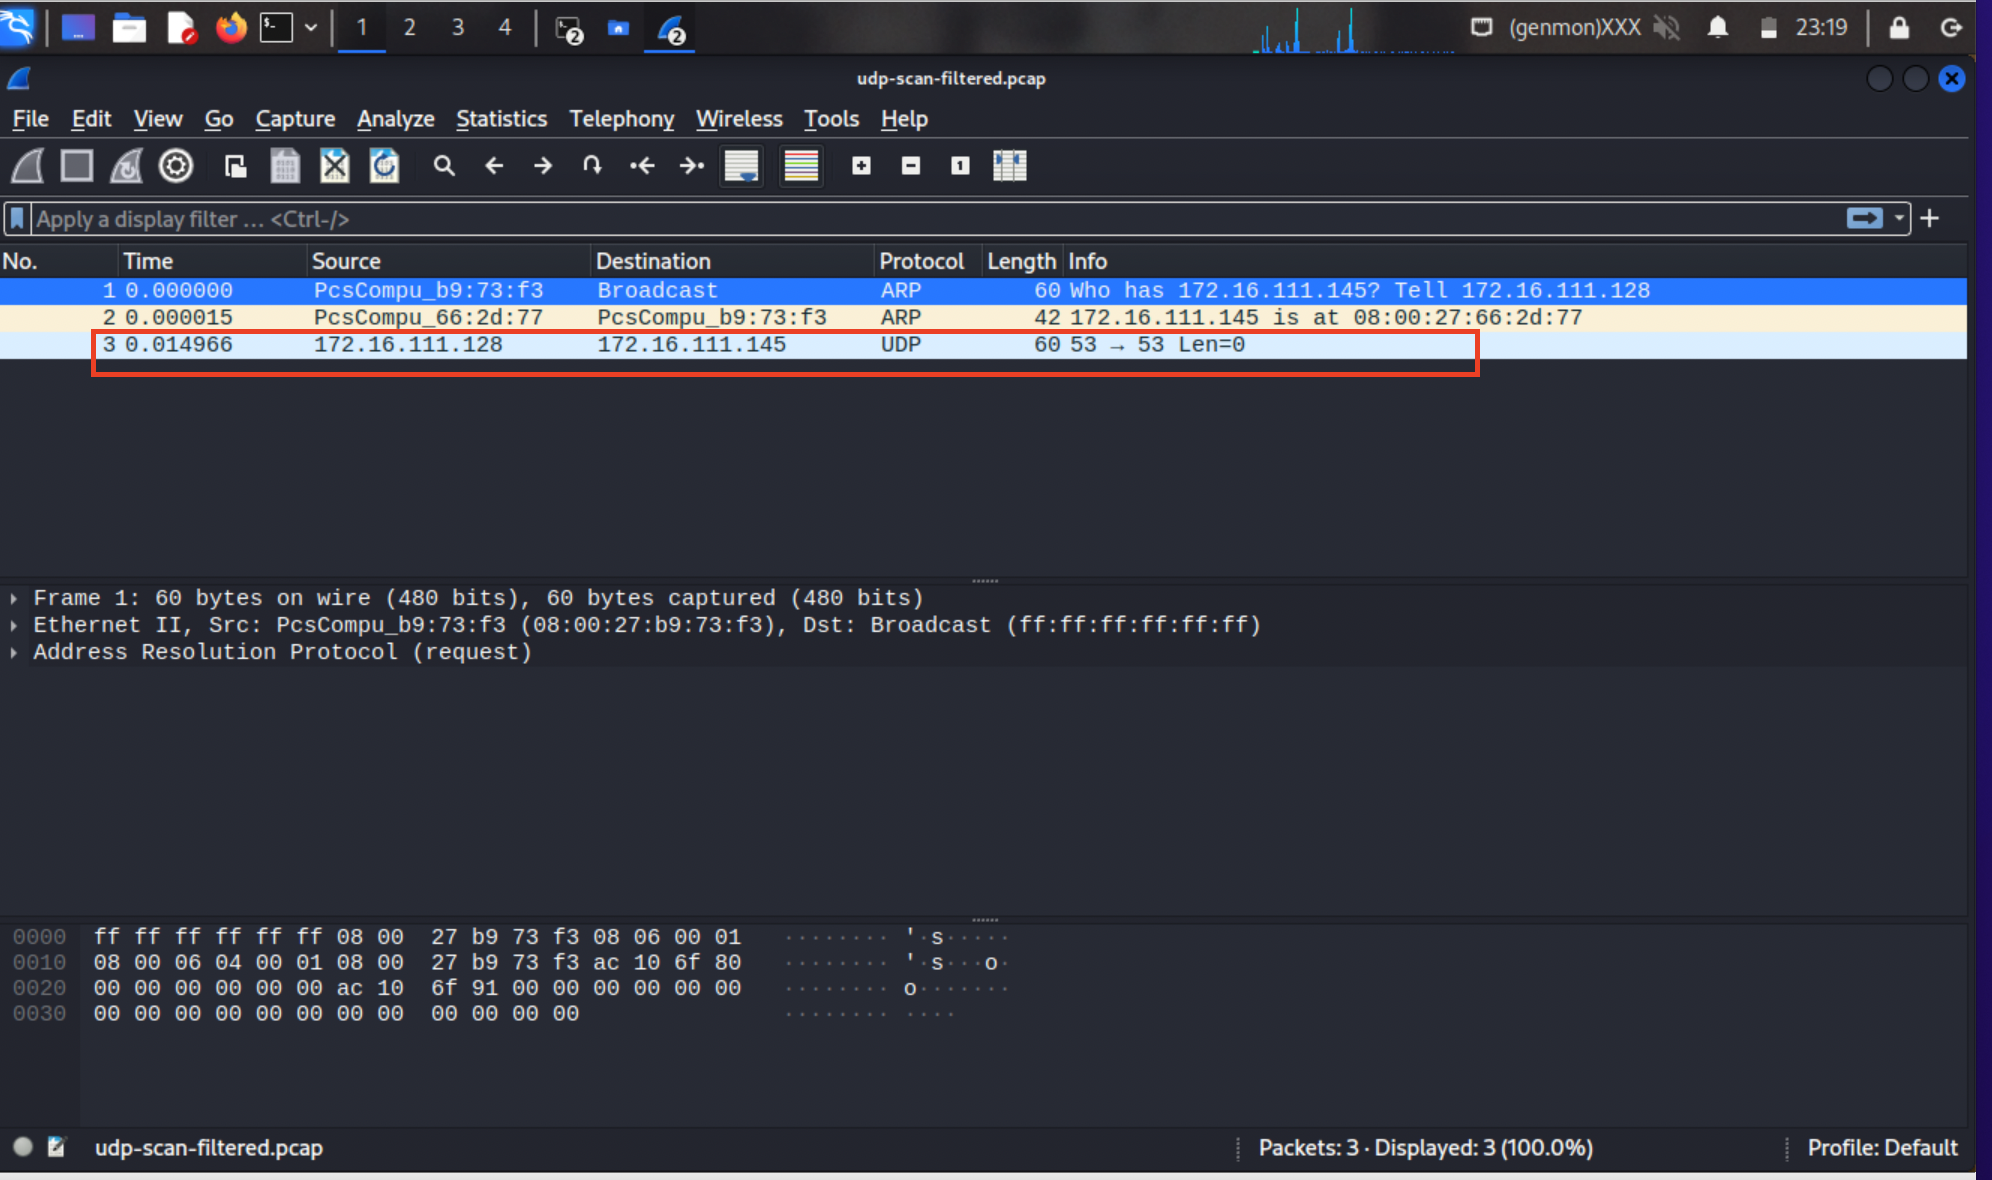 1 2 3 4 2 2 (genmon)XXX 23:19
udp-scan-filtered.pcap
File Edit View Go Capture Analyze Statistics Telephony Wireless Tools Help
Apply a display filter … <Ctrl-/>
No. Time Source Destination Protocol Length Info
1 0.000000 PcsCompu_b9:73:f3 Broadcast ARP 60 Who has 172.16.111.145? Tell 172.16.111.128
2 0.000015 PcsCompu_66:2d:77 PcsCompu_b9:73:f3 ARP 42 172.16.111.145 is at 08:00:27:66:2d:77
3 0.014966 172.16.111.128 172.16.111.145 UDP 60 53 → 53 Len=0
Frame 1: 60 bytes on wire (480 bits), 60 bytes captured (480 bits)
Ethernet II, Src: PcsCompu_b9:73:f3 (08:00:27:b9:73:f3), Dst: Broadcast (ff:ff:ff:ff:ff:ff)
Address Resolution Protocol (request)
0000 ff ff ff ff ff ff 08 00 27 b9 73 f3 08 06 00 01 ········ '·s·····
0010 08 00 06 04 00 01 08 00 27 b9 73 f3 ac 10 6f 80 ········ '·s···o·
0020 00 00 00 00 00 00 ac 10 6f 91 00 00 00 00 00 00 ········ o·······
0030 00 00 00 00 00 00 00 00 00 00 00 00 ········ ····
udp-scan-filtered.pcap Packets: 3 · Displayed: 3 (100.0%) Profile: Default